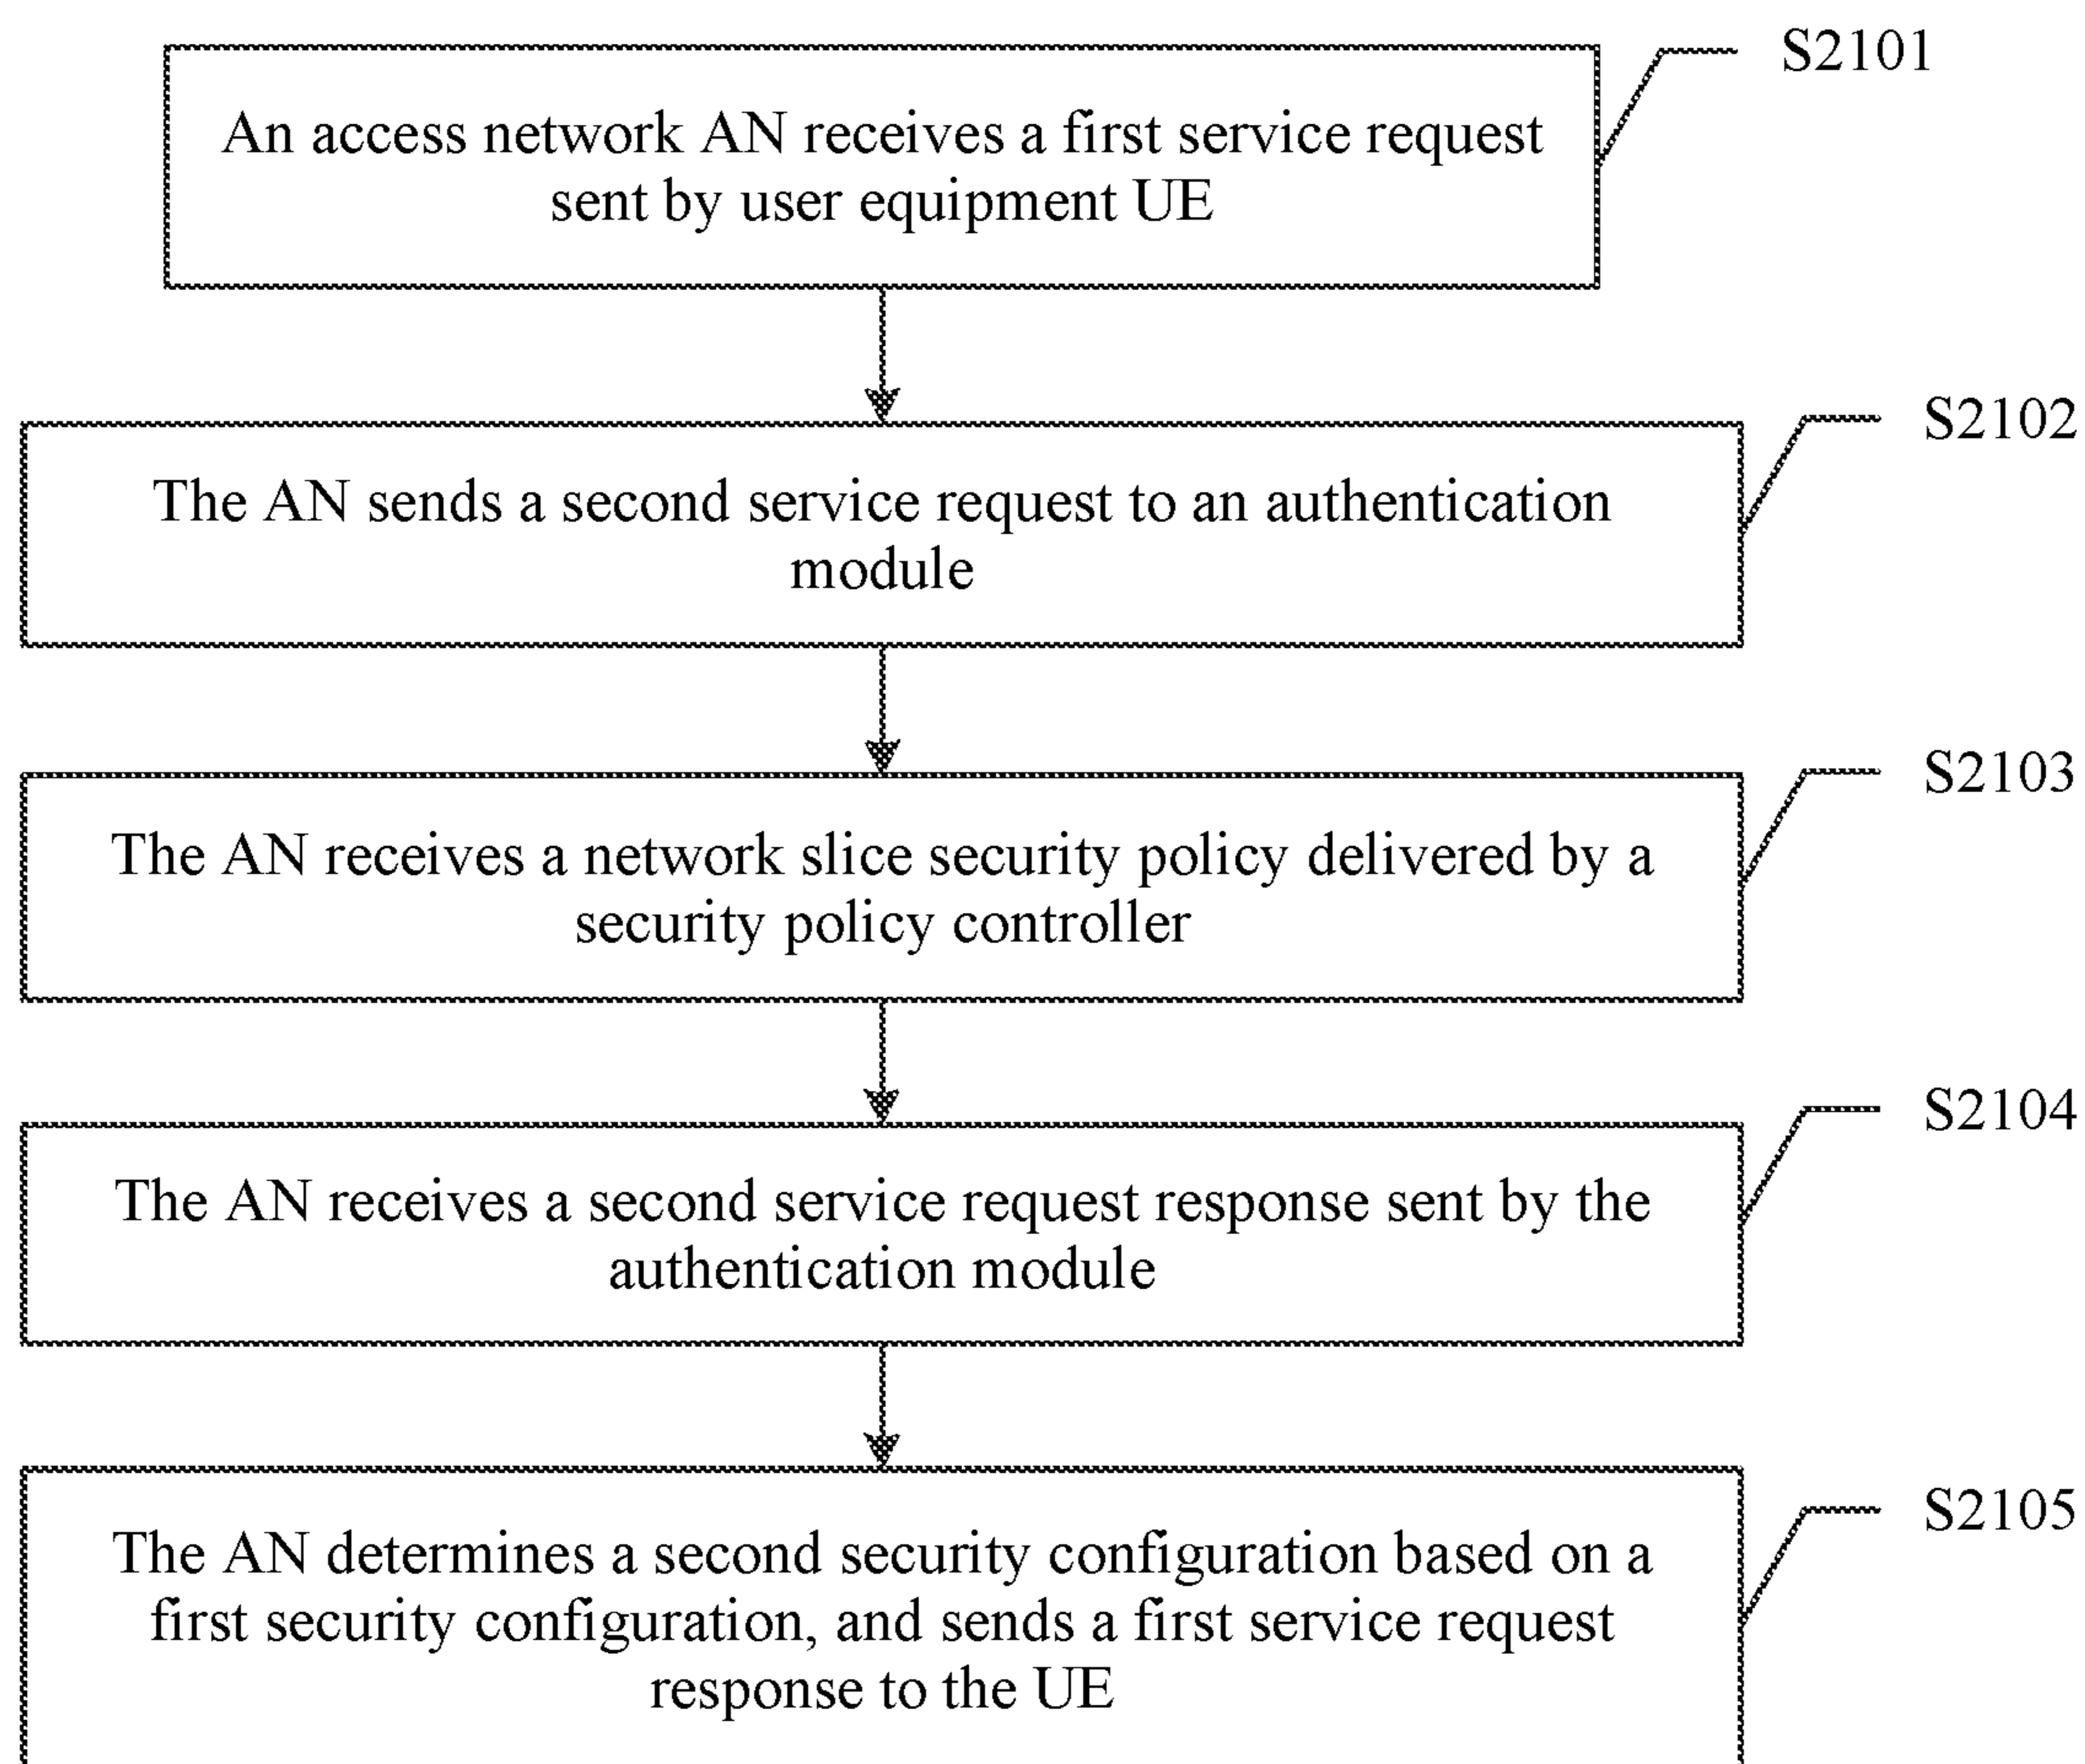 S2101
An access network AN receives a first service request
sent by user equipment UE
S2102
The AN sends a second service request to an authentication
module
S2103
The AN receives a network slice security policy delivered by a
security policy controller
S2104
The AN receives a second service request response sent by the
authentication module
S2105
The AN determines a second security configuration based on a
first security configuration, and sends a first service request
response to the UE